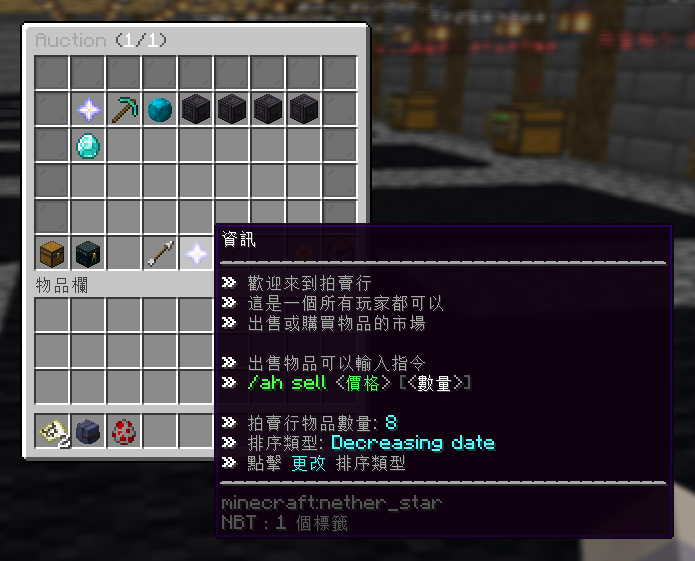 Auction (1/1)
物品欄
2
資訊
» 歡迎來到拍賣行
» 這是一個所有玩家都可以
» 出售或購買物品的市場
» 出售物品可以輸入指令
» /ah sell <價格> [<數量>]
» 拍賣行物品數量: 8
» 排序類型: Decreasing date
» 點擊 更改 排序類型
minecraft:nether_star
NBT : 1 個標籤